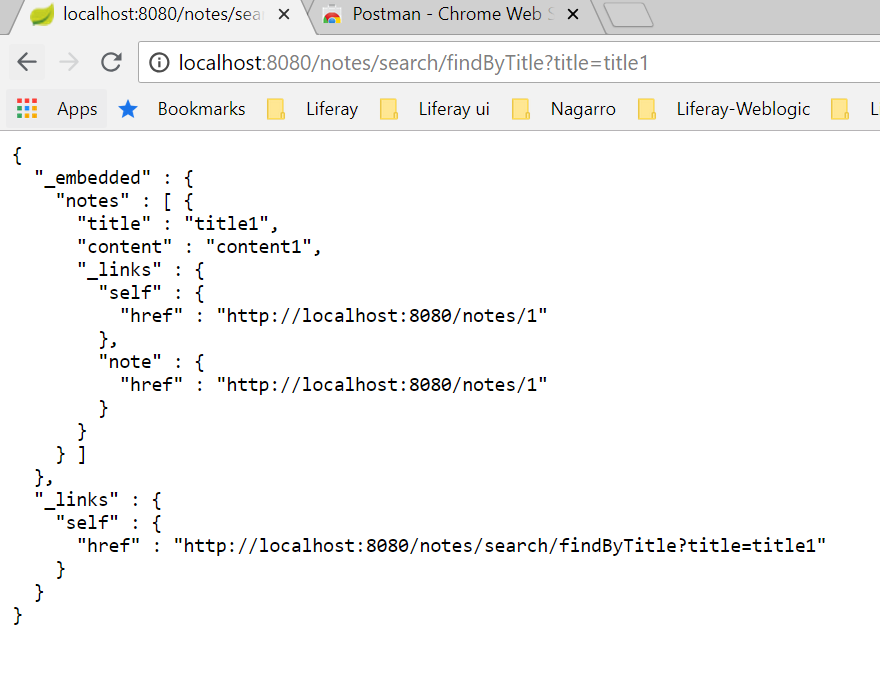 localhost:8080/notes/sea
Postman - Chrome Web S
localhost:8080/notes/search/findByTitle?title=title1
Apps Bookmarks Liferay Liferay ui Nagarro Liferay-Weblogic L
{
  "_embedded" : {
    "notes" : [ {
      "title" : "title1",
      "content" : "content1",
      "_links" : {
        "self" : {
          "href" : "http://localhost:8080/notes/1"
        },
        "note" : {
          "href" : "http://localhost:8080/notes/1"
        }
      }
    } ]
  },
  "_links" : {
    "self" : {
      "href" : "http://localhost:8080/notes/search/findByTitle?title=title1"
    }
  }
}